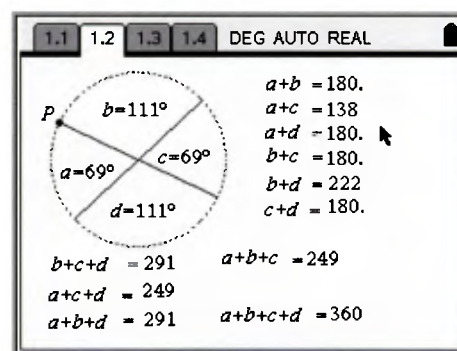 1.1 1.2 1.3 1.4 DEG AUTO REAL
P
b=111°
a=69°
c=69°
d=111°
a+b =180.
a+c =138
a+d =180.
b+c =180.
b+d =222
c+d =180.
b+c+d =291 a+b+c =249
a+c+d =249
a+b+d =291 a+b+c+d =360